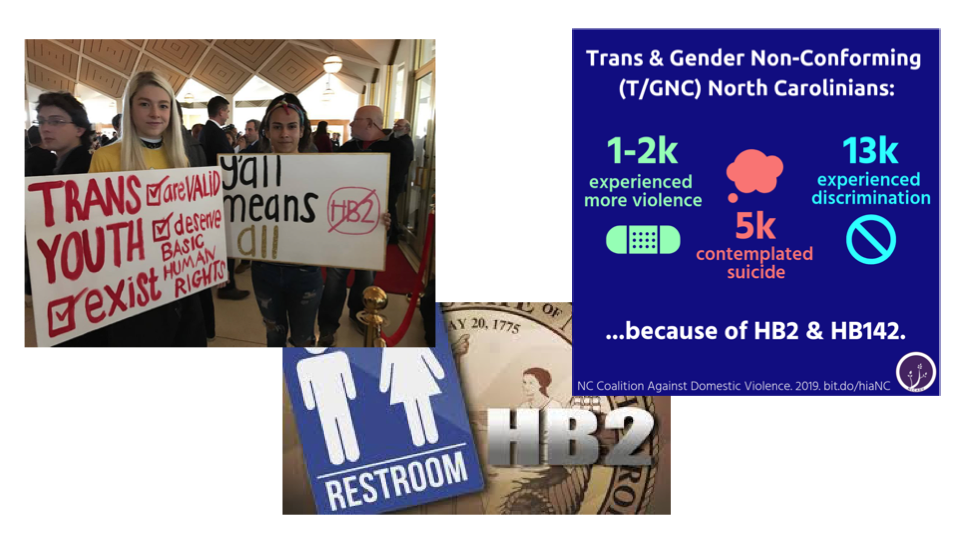 TRANS
YOUTH
are VALID
deserve
BASIC
HUMAN
RIGHTS
exist
y'all
means
all
HB2
Trans & Gender Non-Conforming
(T/GNC) North Carolinians:
1-2k
experienced
more violence
5k
contemplated
suicide
13k
experienced
discrimination
...because of HB2 & HB142.
NC Coalition Against Domestic Violence. 2019. bit.do/hiaNC
AY 20, 1775
OF
RESTROOM
HB2